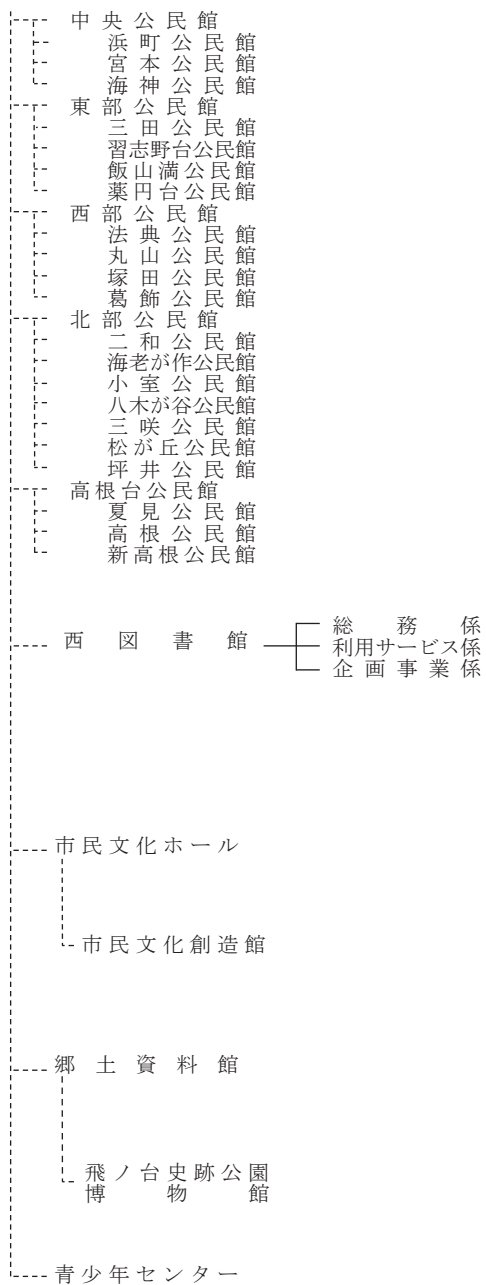 中央公民館
浜町公民館
宮本公民館
海神公民館
東部公民館
三田公民館
習志野台公民館
飯山満公民館
薬円台公民館
西部公民館
法典公民館
丸山公民館
塚田公民館
葛飾公民館
北部公民館
二和公民館
海老が作公民館
小室公民館
八木が谷公民館
三咲公民館
松が丘公民館
坪井公民館
高根台公民館
夏見公民館
高根公民館
新高根公民館
西図書館
総務係
利用サービス係
企画事業係
市民文化ホール
市民文化創造館
郷土資料館
飛ノ台史跡公園
博物館
青少年センター